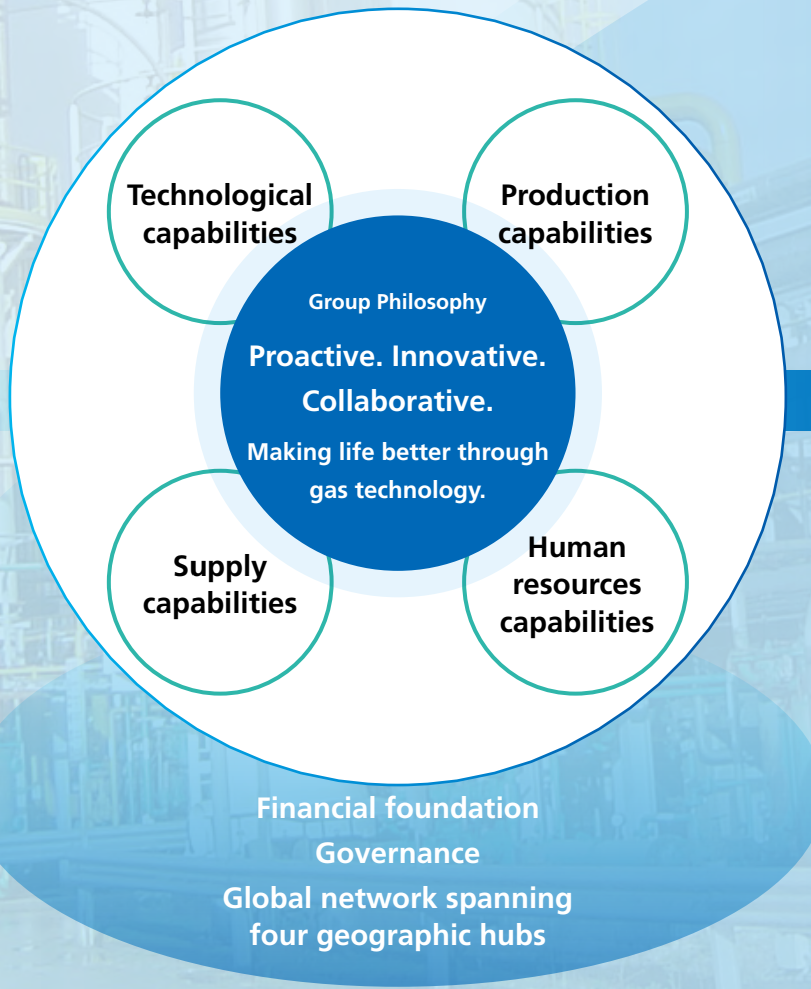 Technological
capabilities
Production
capabilities
Group Philosophy
Proactive. Innovative.
Collaborative.
Making life better through
gas technology.
Supply
capabilities
Human
resources
capabilities
Financial foundation
Governance
Global network spanning
four geographic hubs